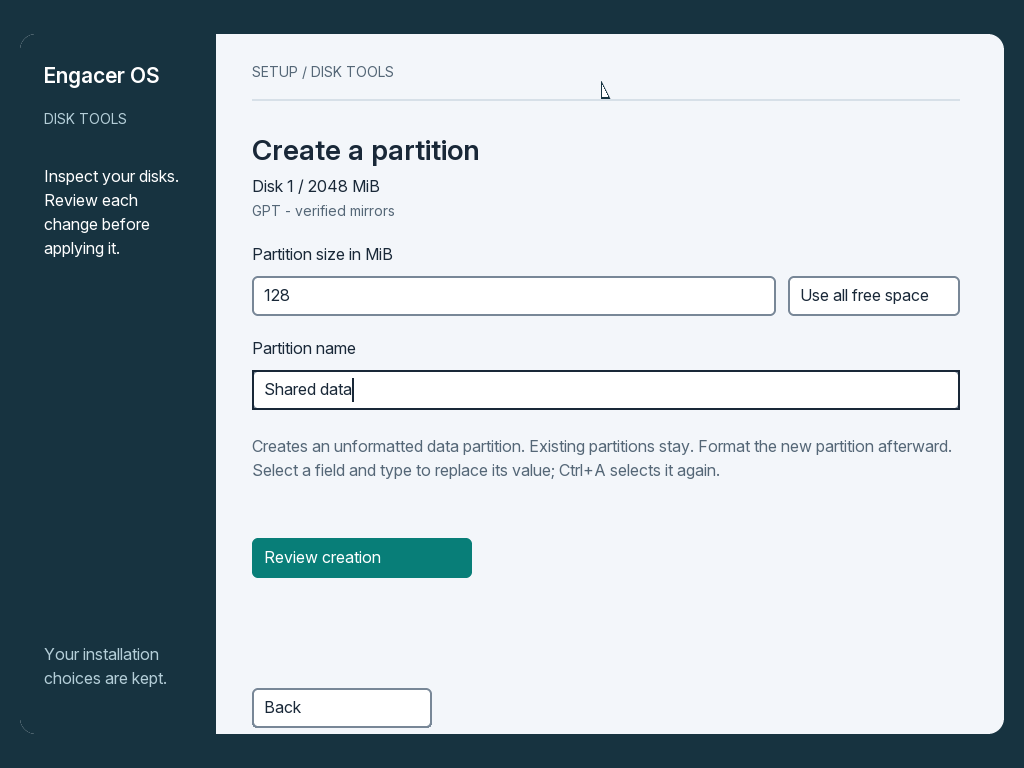 Engacer OS
DISK TOOLS
Inspect your disks.
Review each
change before
applying it.
Your installation
choices are kept.
SETUP / DISK TOOLS
Create a partition
Disk 1 / 2048 MiB
GPT - verified mirrors
Partition size in MiB
128
Use all free space
Partition name
Shared data
Creates an unformatted data partition. Existing partitions stay. Format the new partition afterward.
Select a field and type to replace its value; Ctrl+A selects it again.
Review creation
Back